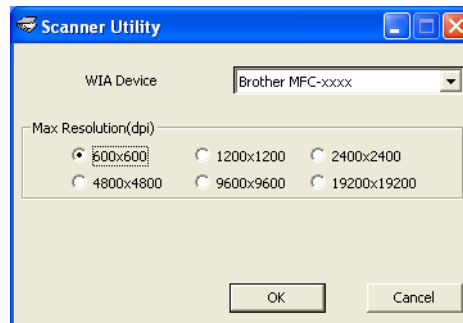 Scanner Utility
WIA Device Brother MFC-xxxx
Max Resolution(dpi)
600x600 1200x1200 2400x2400
4800x4800 9600x9600 19200x19200
OK Cancel